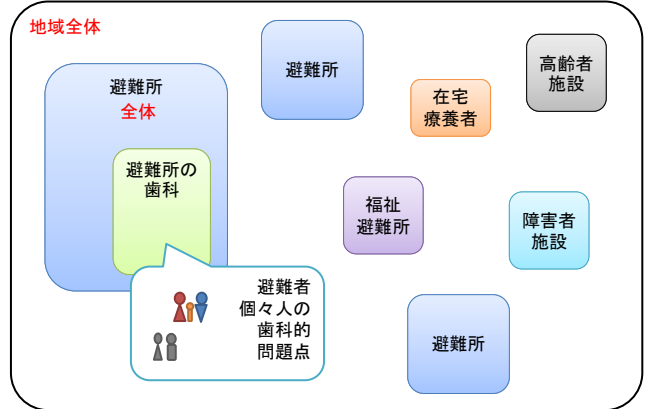 地域全体
避難所
全体
避難所の
歯科
避難者
個々人の
歯科的
問題点
避難所
在宅
療養者
高齢者
施設
福祉
避難所
障害者
施設
避難所